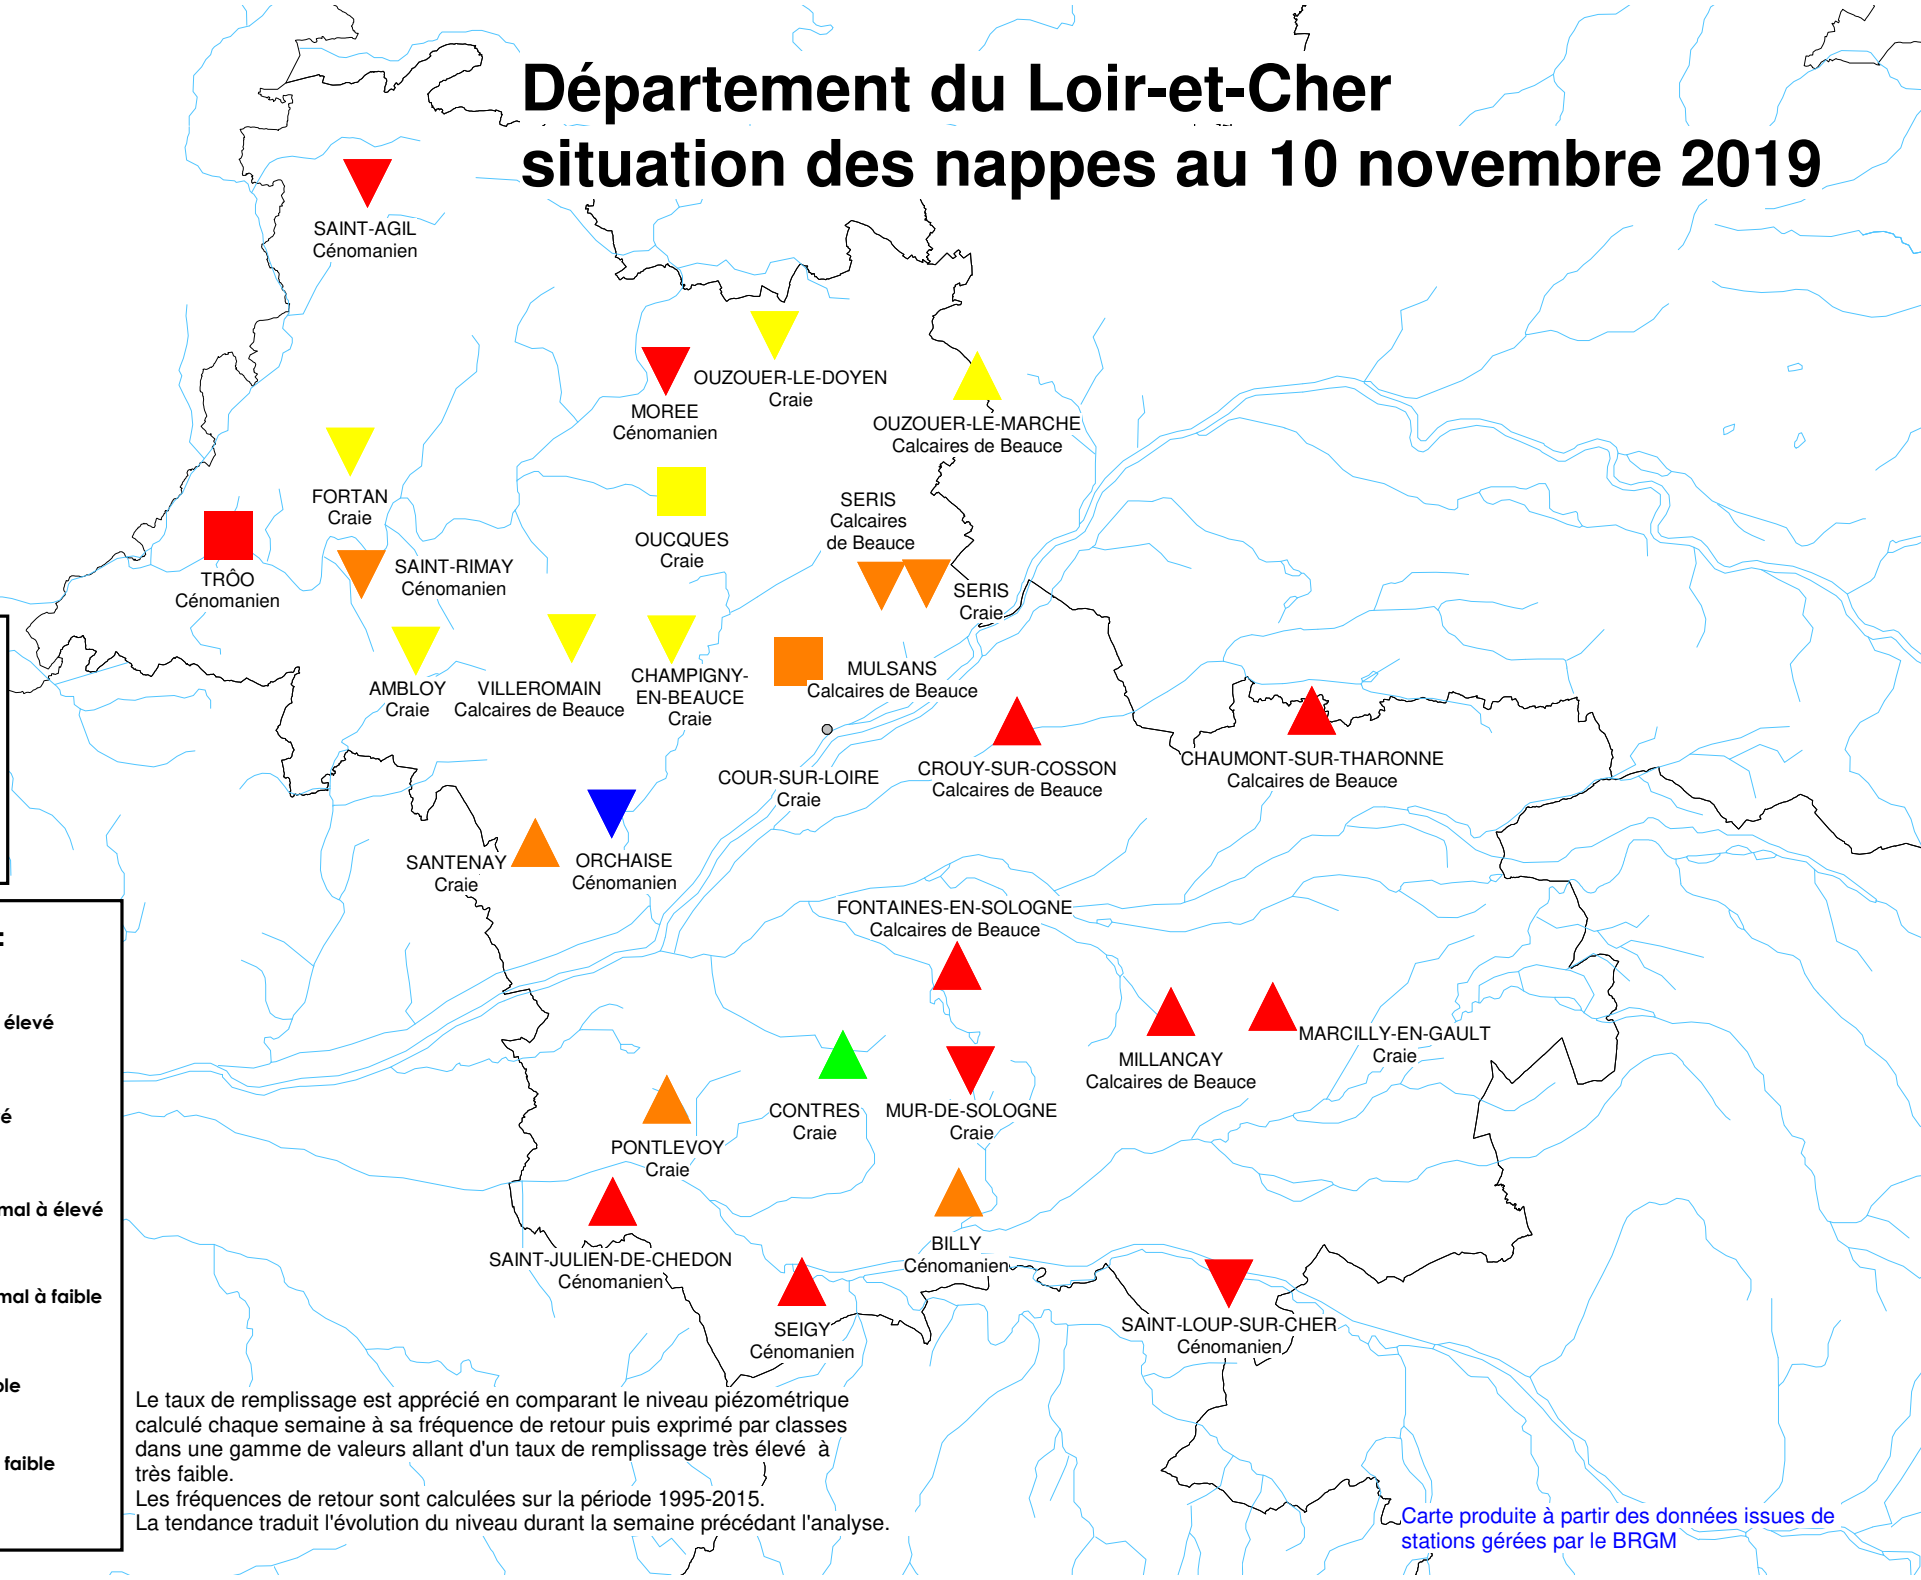 Département du Loir-et-Cher
situation des nappes au 10 novembre 2019
SAINT-AGIL
Cénomanien
OUZOUER-LE-DOYEN
Craie
MOREE
Cénomanien
OUZOUER-LE-MARCHE
Calcaires de Beauce
FORTAN
Craie
SERIS
Calcaires
de Beauce
OUCQUES
Craie
TRÔO
Cénomanien
SAINT-RIMAY
Cénomanien
SERIS
Craie
AMBLOY
Craie
VILLEROMAIN
Calcaires de Beauce
CHAMPIGNY-
EN-BEAUCE
Craie
MULSANS
Calcaires de Beauce
COUR-SUR-LOIRE
Craie
CROUY-SUR-COSSON
Calcaires de Beauce
CHAUMONT-SUR-THARONNE
Calcaires de Beauce
SANTENAY
Craie
ORCHAISE
Cénomanien
FONTAINES-EN-SOLOGNE
Calcaires de Beauce
MARCILLY-EN-GAULT
Craie
MILLANCAY
Calcaires de Beauce
CONTRES
Craie
MUR-DE-SOLOGNE
Craie
PONTLEVOY
Craie
BILLY
Cénomanien
SAINT-JULIEN-DE-CHEDON
Cénomanien
SEIGY
Cénomanien
SAINT-LOUP-SUR-CHER
Cénomanien
:
élevé
é
mal à élevé
mal à faible
ble
faible
Le taux de remplissage est apprécié en comparant le niveau piézométrique
calculé chaque semaine à sa fréquence de retour puis exprimé par classes
dans une gamme de valeurs allant d'un taux de remplissage très élevé à
très faible.
Les fréquences de retour sont calculées sur la période 1995-2015.
La tendance traduit l'évolution du niveau durant la semaine précédant l'analyse.
Carte produite à partir des données issues de
stations gérées par le BRGM